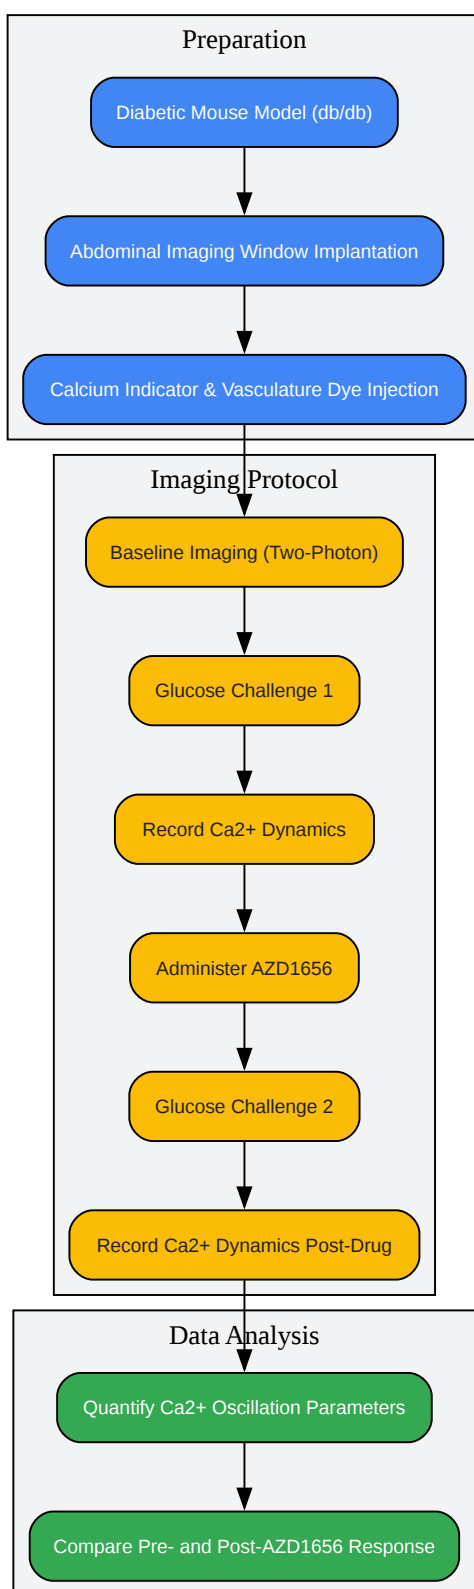 Preparation
Diabetic Mouse Model (db/db)
Abdominal Imaging Window Implantation
Calcium Indicator & Vasculature Dye Injection
Imaging Protocol
Baseline Imaging (Two-Photon)
Glucose Challenge 1
Record Ca2+ Dynamics
Administer AZD1656
Glucose Challenge 2
Record Ca2+ Dynamics Post-Drug
Data Analysis
Quantify Ca2+ Oscillation Parameters
Compare Pre- and Post-AZD1656 Response